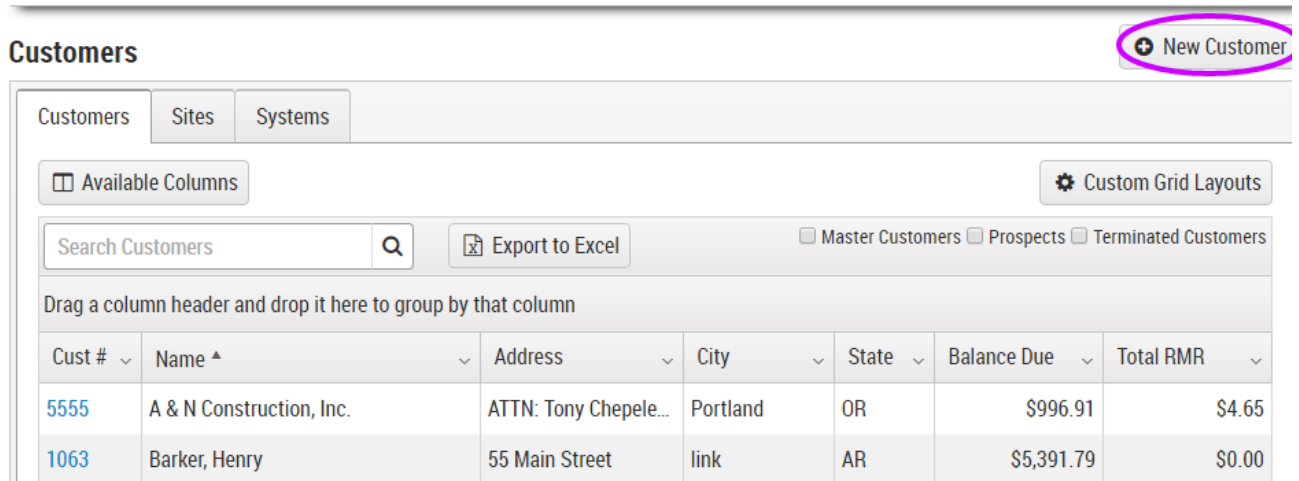 Customers
New Customer
Customers Sites Systems
Available Columns Custom Grid Layouts
Search Customers Export to Excel Master Customers Prospects Terminated Customers
Drag a column header and drop it here to group by that column
Cust # Name Address City State Balance Due Total RMR
5555 A & N Construction, Inc. ATTN: Tony Chepele... Portland OR $996.91 $4.65
1063 Barker, Henry 55 Main Street link AR $5,391.79 $0.00